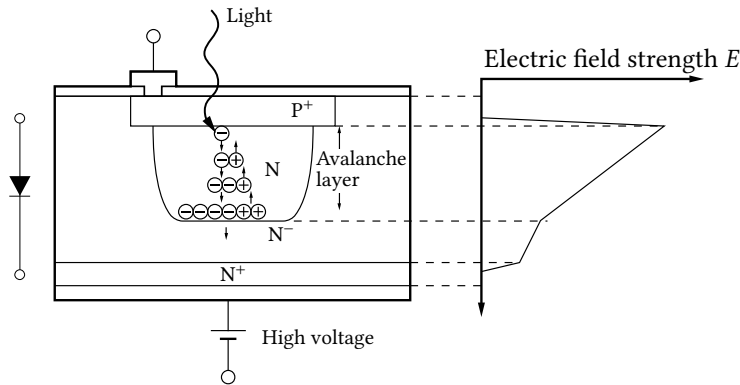 Light
Electric field strength E
P+
N
Avalanche
layer
N−
N+
High voltage